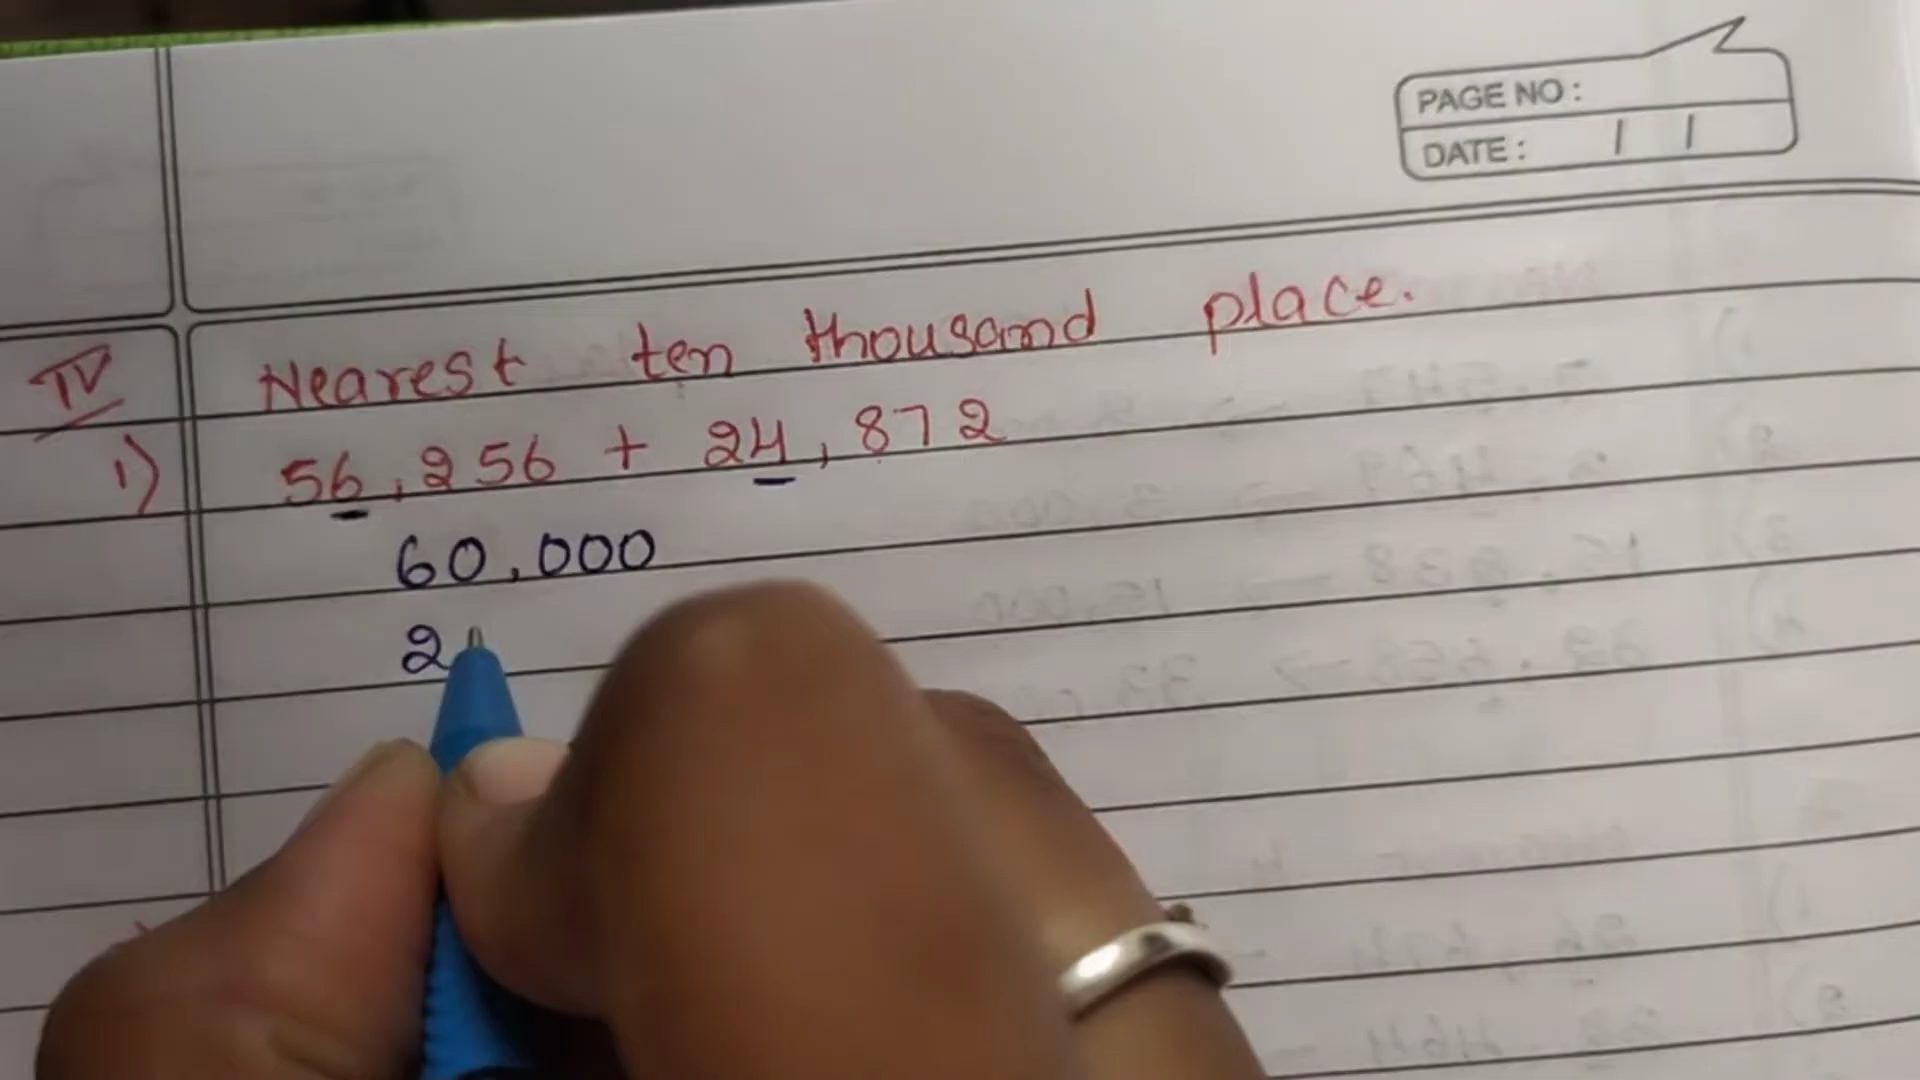 PAGE NO :
DATE : / /
IV Nearest ten thousand place.
1) 56,256 + 24,872
60,000
2